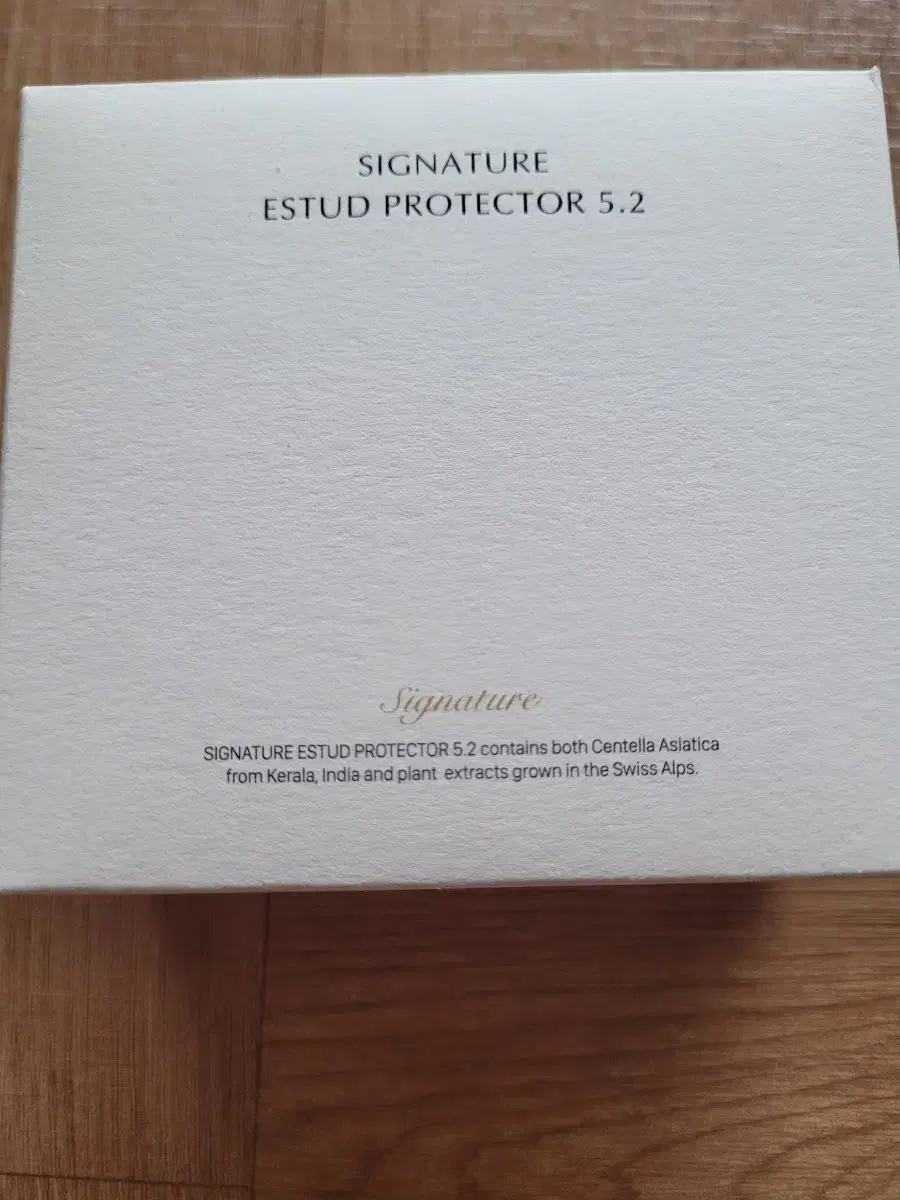 SIGNATURE
ESTUD PROTECTOR 5.2
Signature
SIGNATURE ESTUD PROTECTOR 5.2 contains both Centella Asiatica
from Kerala, India and plant extracts grown in the Swiss Alps.